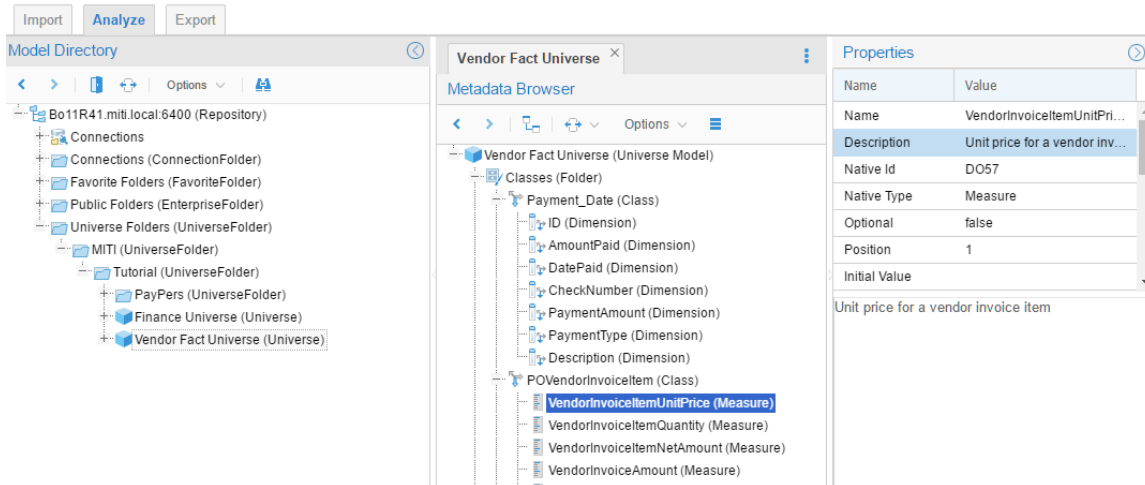 Import Analyze Export
Model Directory
Options
Bo11R41.miti.local:6400 (Repository)
Connections
Connections (ConnectionFolder)
Favorite Folders (FavoriteFolder)
Public Folders (EnterpriseFolder)
Universe Folders (UniverseFolder)
MITI (UniverseFolder)
Tutorial (UniverseFolder)
PayPers (UniverseFolder)
Finance Universe (Universe)
Vendor Fact Universe (Universe)
Vendor Fact Universe
Metadata Browser
Options
Vendor Fact Universe (Universe Model)
Classes (Folder)
Payment_Date (Class)
ID (Dimension)
AmountPaid (Dimension)
DatePaid (Dimension)
CheckNumber (Dimension)
PaymentAmount (Dimension)
PaymentType (Dimension)
Description (Dimension)
POVendorInvoiceItem (Class)
VendorInvoiceItemUnitPrice (Measure)
VendorInvoiceItemQuantity (Measure)
VendorInvoiceItemNetAmount (Measure)
VendorInvoiceAmount (Measure)
Properties
Name Value
Name VendorInvoiceItemUnitPri...
Description Unit price for a vendor inv...
Native Id DO57
Native Type Measure
Optional false
Position 1
Initial Value
Unit price for a vendor invoice item